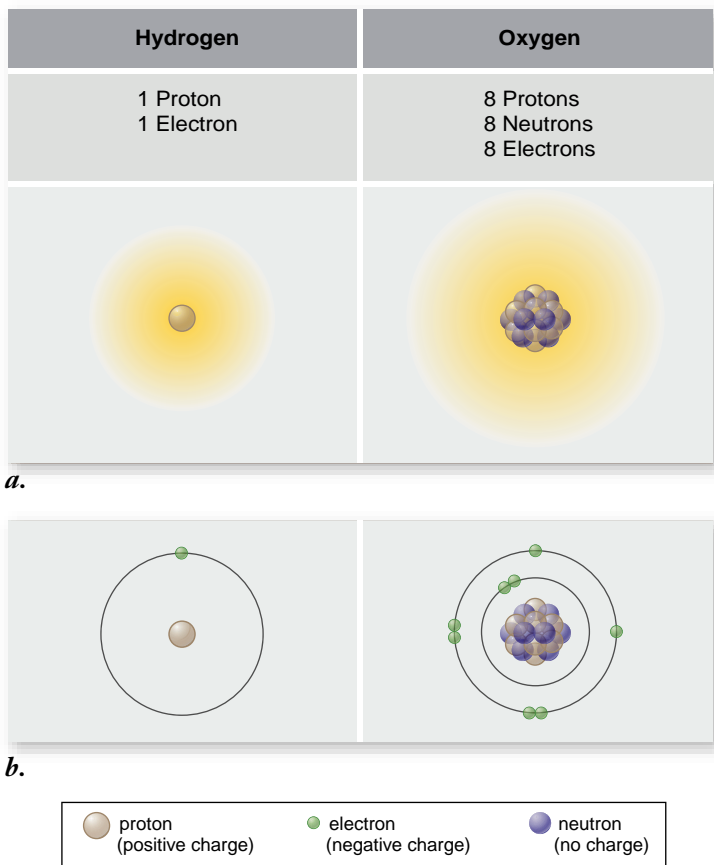 Hydrogen
Oxygen
1 Proton
1 Electron
8 Protons
8 Neutrons
8 Electrons
a.
b.
proton
(positive charge)
electron
(negative charge)
neutron
(no charge)